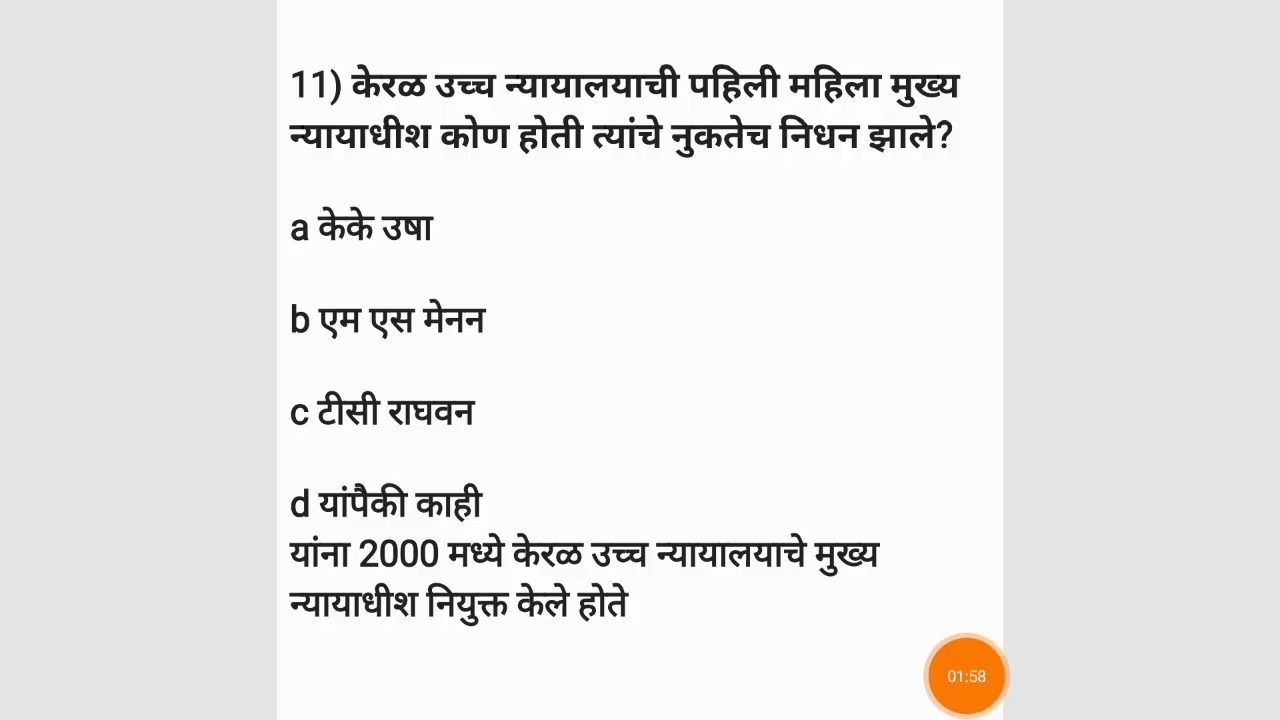 11) केरळ उच्च न्यायालयाची पहिली महिला मुख्य
न्यायाधीश कोण होती त्यांचे नुकतेच निधन झाले?
a केके उषा
b एम एस मेनन
c टीसी राघवन
d यांपैकी काही
यांना 2000 मध्ये केरळ उच्च न्यायालयाचे मुख्य
न्यायाधीश नियुक्त केले होते
01:58